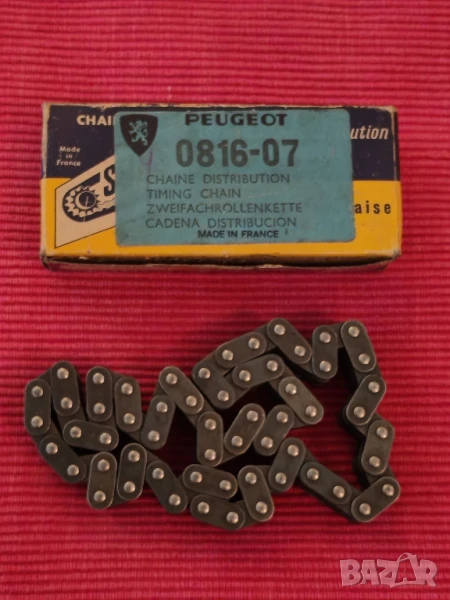 CHAI
PEUGEOT
ution
Made
in
France
0816-07
CHAINE DISTRIBUTION
TIMING CHAIN
ZWEIFACHROLLENKETTE
CADENA DISTRIBUCION
MADE IN FRANCE
aise
BAZAR